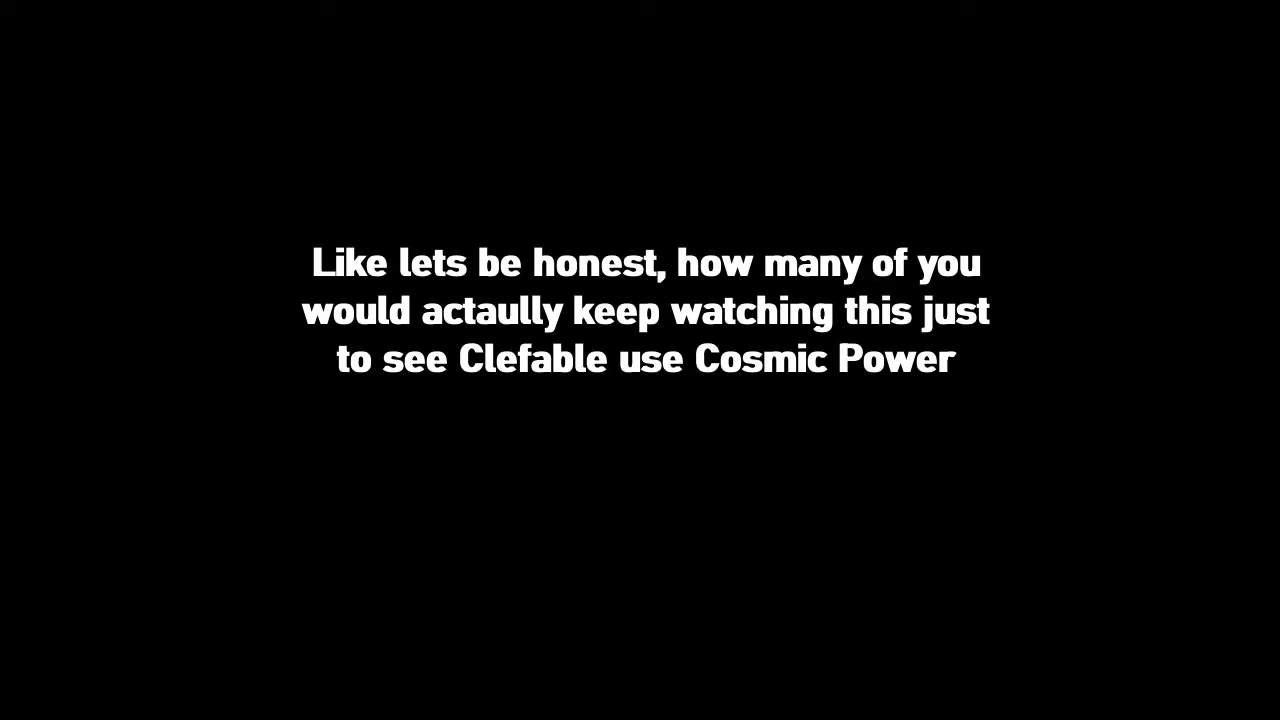 Like lets be honest, how many of you
would actaully keep watching this just
to see Clefable use Cosmic Power